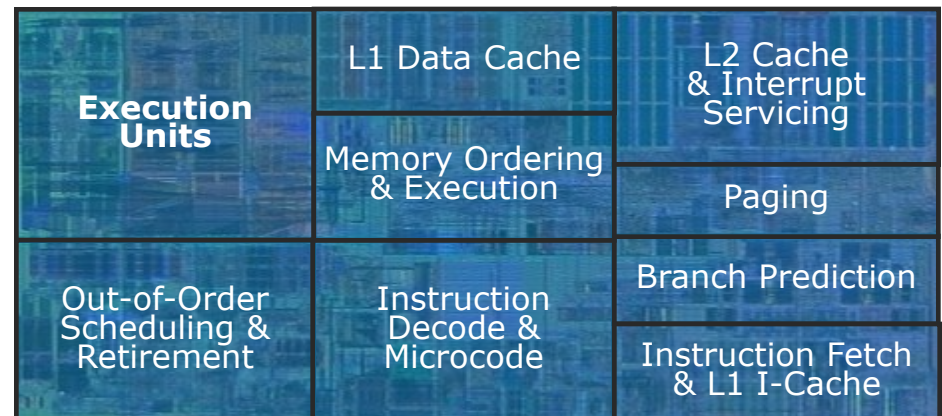 Execution
Units
L1 Data Cache
L2 Cache
& Interrupt
Servicing
Memory Ordering
& Execution
Paging
Out-of-Order
Scheduling &
Retirement
Instruction
Decode &
Microcode
Branch Prediction
Instruction Fetch
& L1 I-Cache